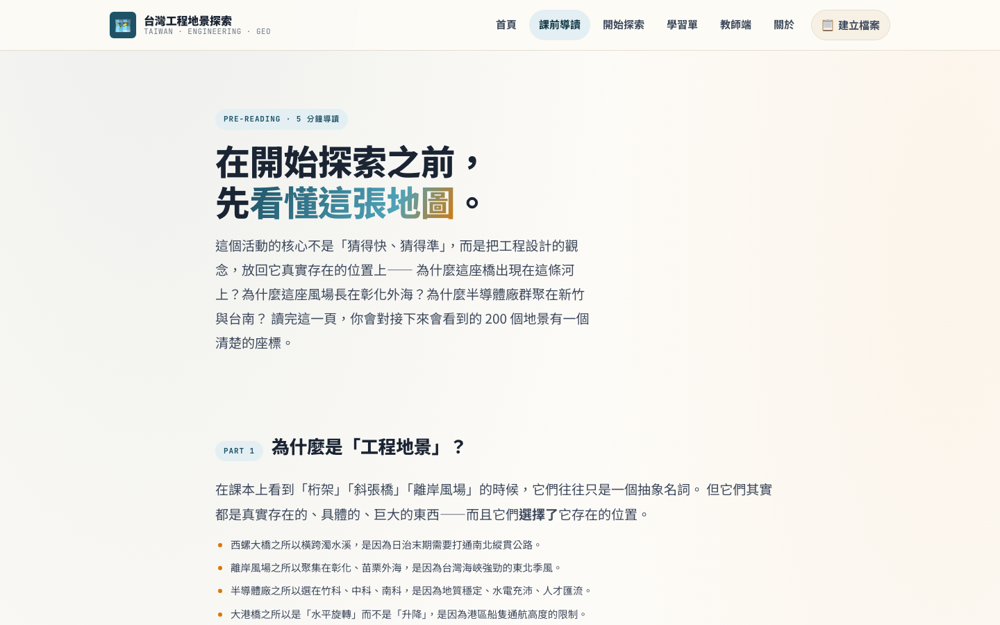 台灣工程地景探索
TAIWAN · ENGINEERING · GEO
首頁
課前導讀
開始探索
學習單
教師端
關於
建立檔案
PRE-READING · 5 分鐘導讀
在開始探索之前，
先看懂這張地圖。
這個活動的核心不是「猜得快、猜得準」，而是把工程設計的觀
念，放回它真實存在的位置上—— 為什麼這座橋出現在這條河
上？為什麼這座風場長在彰化外海？為什麼半導體廠群聚在新竹
與台南？ 讀完這一頁，你會對接下來會看到的 200 個地景有一個
清楚的座標。
PART 1
為什麼是「工程地景」？
在課本上看到「桁架」「斜張橋」「離岸風場」的時候，它們往往只是一個抽象名詞。 但它們其實
都是真實存在的、具體的、巨大的東西——而且它們選擇了它存在的位置。
西螺大橋之所以橫跨濁水溪，是因為日治末期需要打通南北縱貫公路。
離岸風場之所以聚集在彰化、苗栗外海，是因為台灣海峽強勁的東北季風。
半導體廠之所以選在竹科、中科、南科，是因為地質穩定、水電充沛、人才匯流。
大港橋之所以是「水平旋轉」而不是「升降」，是因為港區船隻通航高度的限制。